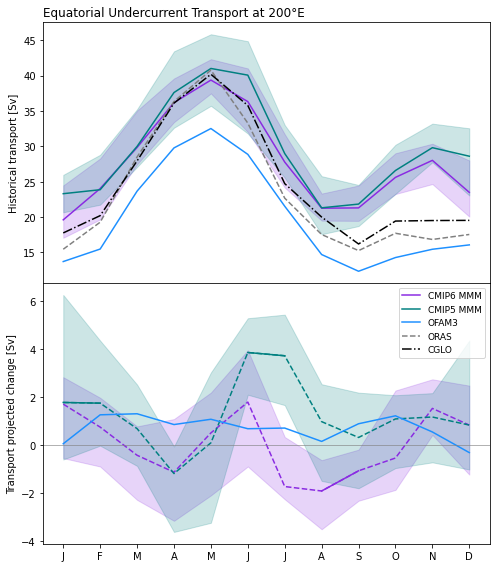 Equatorial Undercurrent Transport at 200°E
Historical transport [Sv]
45
40
35
30
25
20
15
Transport projected change [Sv]
6
4
2
0
−2
−4
CMIP6 MMM
CMIP5 MMM
OFAM3
ORAS
CGLO
J F M A M J J A S O N D